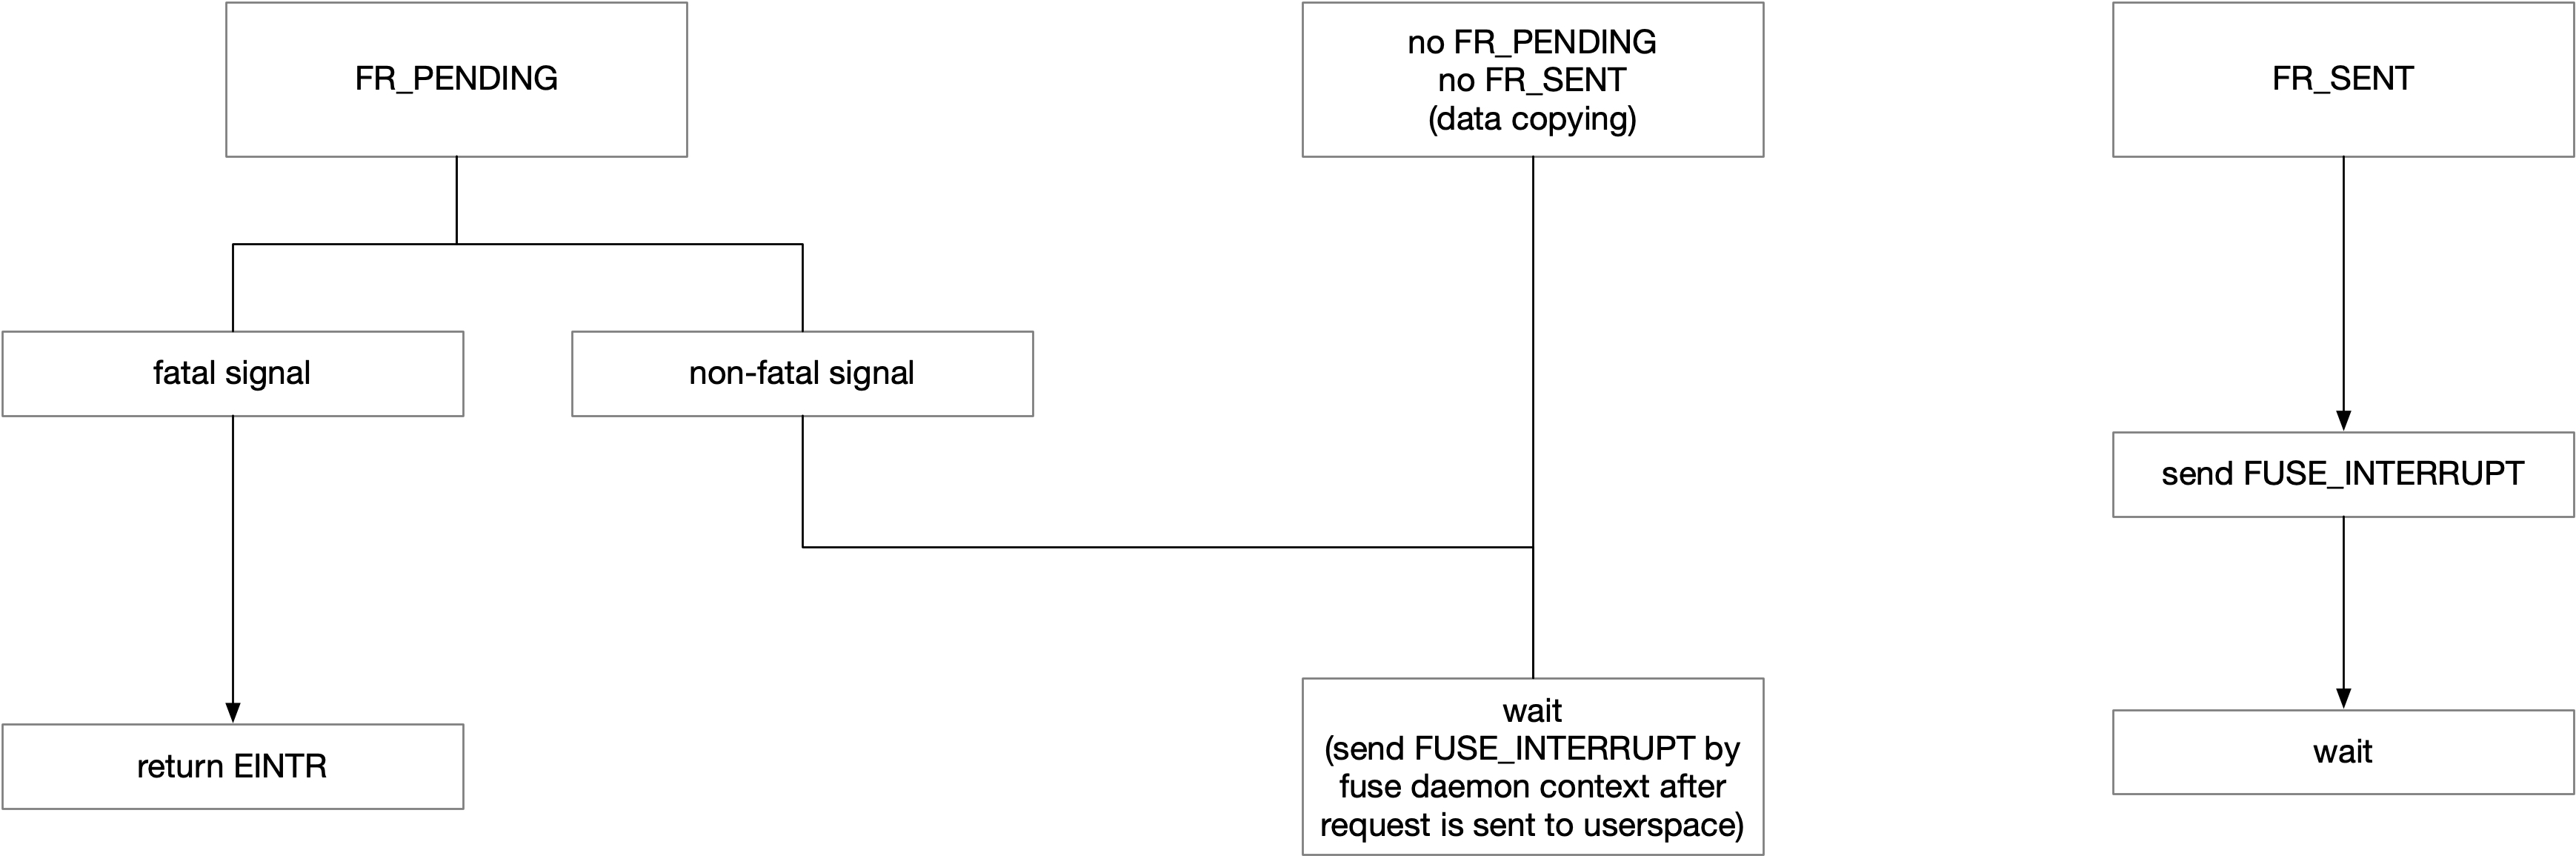 FR_PENDING
no FR_PENDING
no FR_SENT
(data copying)
FR_SENT
fatal signal
non-fatal signal
send FUSE_INTERRUPT
return EINTR
wait
(send FUSE_INTERRUPT by
fuse daemon context after
request is sent to userspace)
wait